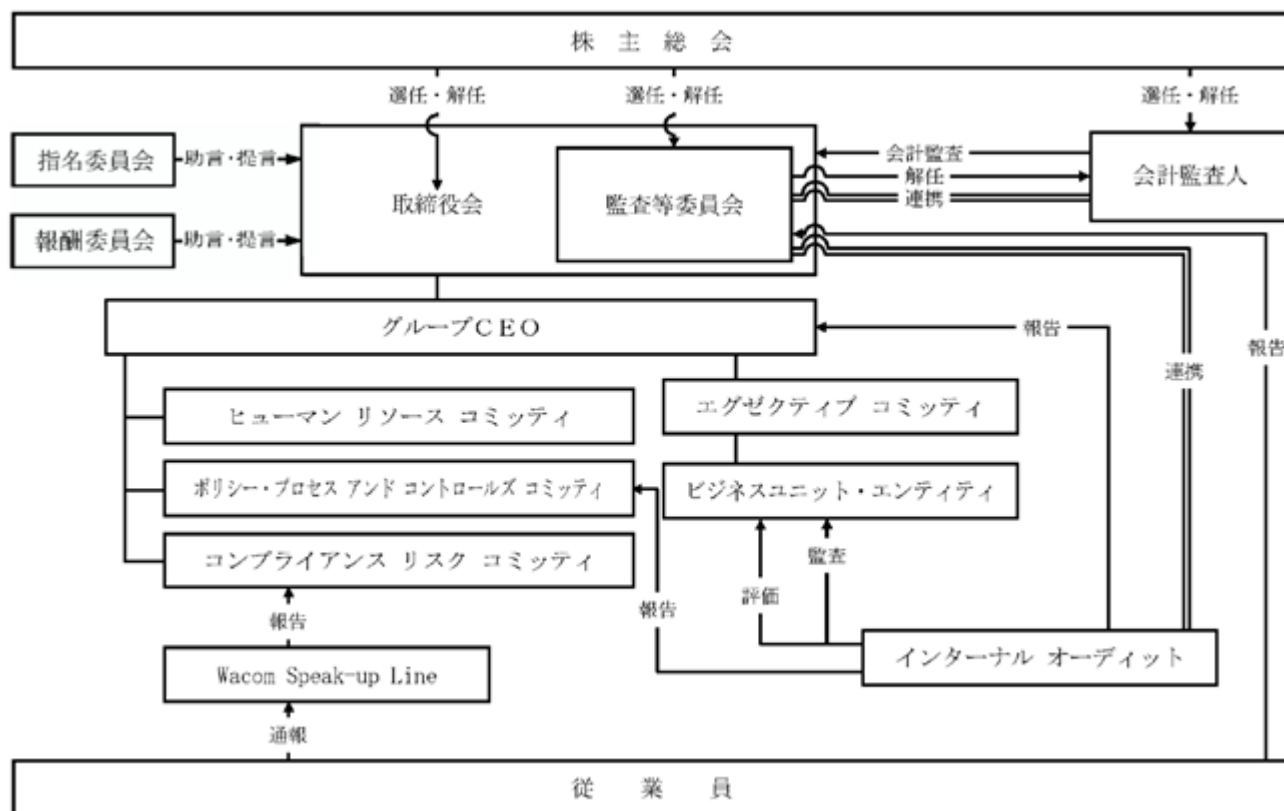 株 主 総 会
選任・解任
選任・解任
選任・解任
指名委員会
助言・提言
報酬委員会
助言・提言
取締役会
監査等委員会
会計監査
解任
連携
会計監査人
グループCEO
報告
連携
報告
ヒューマン リソース コミッティ
エグゼクティブ コミッティ
ポリシー・プロセス アンド コントロールズ コミッティ
ビジネスユニット・エンティティ
コンプライアンス リスク コミッティ
監査
評価
報告
報告
インターナル オーディット
Wacom Speak-up Line
通報
従 業 員